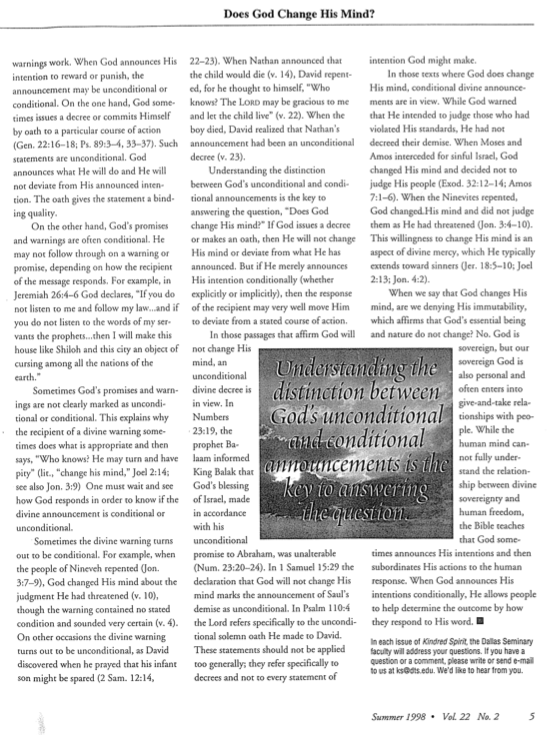 Does God Change His Mind?
warnings work. When God announces His
intention to reward or punish, the
announcement may be unconditional or
conditional. On the one hand, God some-
times issues a decree or commits Himself
by oath to a particular course of action
(Gen. 22:16–18; Ps. 89:3–4, 33–37). Such
statements are unconditional. God
announces what He will do and He will
not deviate from His announced inten-
tion. The oath gives the statement a bind-
ing quality.
On the other hand, God's promises
and warnings are often conditional. He
may not follow through on a warning or
promise, depending on how the recipient
of the message responds. For example, in
Jeremiah 26:4–6 God declares, "If you do
not listen to me and follow my law...and if
you do not listen to the words of my ser-
vants the prophets...then I will make this
house like Shiloh and this city an object of
cursing among all the nations of the
earth."
Sometimes God's promises and warn-
ings are not clearly marked as uncondi-
tional or conditional. This explains why
the recipient of a divine warning some-
times does what is appropriate and then
says, "Who knows? He may turn and have
pity" (lit., "change his mind," Joel 2:14;
see also Jon. 3:9) One must wait and see
how God responds in order to know if the
divine announcement is conditional or
unconditional.
Sometimes the divine warning turns
out to be conditional. For example, when
the people of Nineveh repented (Jon.
3:7–9), God changed His mind about the
judgment He had threatened (v. 10),
though the warning contained no stated
condition and sounded very certain (v. 4).
On other occasions the divine warning
turns out to be unconditional, as David
discovered when he prayed that his infant
son might be spared (2 Sam. 12:14,
22–23). When Nathan announced that
the child would die (v. 14), David repent-
ed, for he thought to himself, "Who
knows? The LORD may be gracious to me
and let the child live" (v. 22). When the
boy died, David realized that Nathan's
announcement had been an unconditional
decree (v. 23).
Understanding the distinction
between God's unconditional and condi-
tional announcements is the key to
answering the question, "Does God
change His mind?" If God issues a decree
or makes an oath, then He will not change
His mind or deviate from what He has
announced. But if He merely announces
His intention conditionally (whether
explicitly or implicitly), then the response
of the recipient may very well move Him
to deviate from a stated course of action.
In those passages that affirm God will
not change His
mind, an
unconditional
divine decree is
in view. In
Numbers
23:19, the
prophet Ba-
laam informed
King Balak that
God's blessing
of Israel, made
in accordance
with his
unconditional
promise to Abraham, was unalterable
(Num. 23:20–24). In 1 Samuel 15:29 the
declaration that God will not change His
mind marks the announcement of Saul's
demise as unconditional. In Psalm 110:4
the Lord refers specifically to the uncondi-
tional solemn oath He made to David.
These statements should not be applied
too generally; they refer specifically to
decrees and not to every statement of
Understanding the
distinction between
God's unconditional
and conditional
announcements is the
key to answering
the question.
intention God might make.
In those texts where God does change
His mind, conditional divine announce-
ments are in view. While God warned
that He intended to judge those who had
violated His standards, He had not
decreed their demise. When Moses and
Amos interceded for sinful Israel, God
changed His mind and decided not to
judge His people (Exod. 32:12–14; Amos
7:1–6). When the Ninevites repented,
God changed.His mind and did not judge
them as He had threatened (Jon. 3:4–10).
This willingness to change His mind is an
aspect of divine mercy, which He typically
extends toward sinners (Jer. 18:5–10; Joel
2:13; Jon. 4:2).
When we say that God changes His
mind, are we denying His immutability,
which affirms that God's essential being
and nature do not change? No. God is
sovereign, but our
sovereign God is
also personal and
often enters into
give-and-take rela-
tionships with peo-
ple. While the
human mind can-
not fully under-
stand the relation-
ship between divine
sovereignty and
human freedom,
the Bible teaches
that God some-
times announces His intentions and then
subordinates His actions to the human
response. When God announces His
intentions conditionally, He allows people
to help determine the outcome by how
they respond to His word.
In each issue of Kindred Spirit, the Dallas Seminary
faculty will address your questions. If you have a
question or a comment, please write or send e-mail
to us at ks@dts.edu. We'd like to hear from you.
Summer 1998 • Vol. 22 No. 2 5